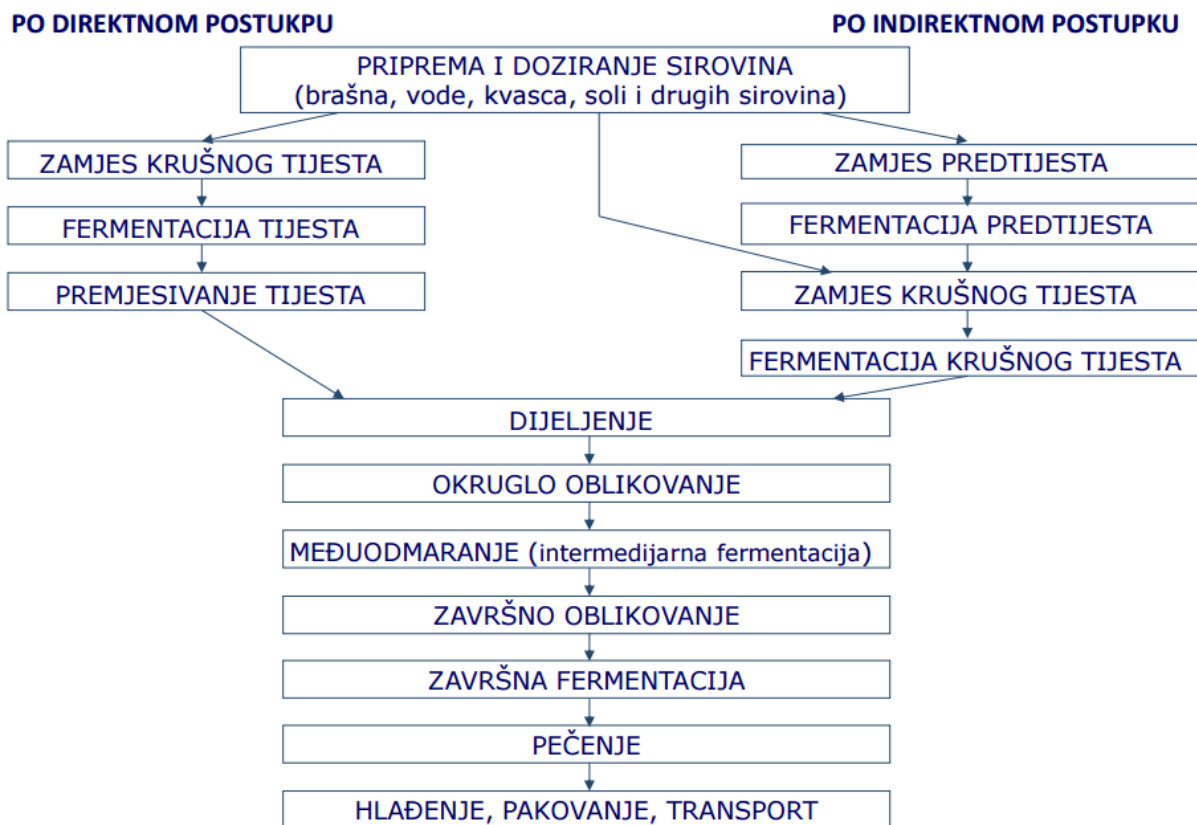 PO DIREKTNOM POSTUKPU
PO INDIREKTNOM POSTUPKU
PRIPREMA I DOZIRANJE SIROVINA
(brašna, vode, kvasca, soli i drugih sirovina)
ZAMJES KRUŠNOG TIJESTA
FERMENTACIJA TIJESTA
PREMJESIVANJE TIJESTA
ZAMJES PREDTIJESTA
FERMENTACIJA PREDTIJESTA
ZAMJES KRUŠNOG TIJESTA
FERMENTACIJA KRUŠNOG TIJESTA
DIJELJENJE
OKRUGLO OBLIKOVANJE
MEĐUODMARANJE (intermedijarna fermentacija)
ZAVRŠNO OBLIKOVANJE
ZAVRŠNA FERMENTACIJA
PEČENJE
HLAĐENJE, PAKOVANJE, TRANSPORT